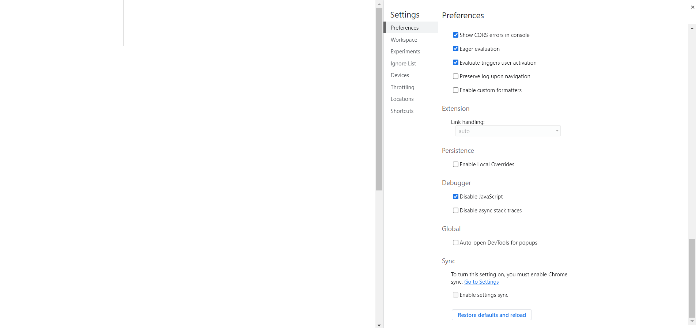 Settings
Preferences
Workspace
Experiments
Ignore List
Devices
Throttling
Locations
Shortcuts
Preferences
Show CORS errors in console
Eager evaluation
Evaluate triggers user activation
Preserve log upon navigation
Enable custom formatters
Extension
Link handling:
auto
Persistence
Enable Local Overrides
Debugger
Disable JavaScript
Disable async stack traces
Global
Auto-open DevTools for popups
Sync
To turn this setting on, you must enable Chrome
sync. Go to Settings
Enable settings sync
Restore defaults and reload